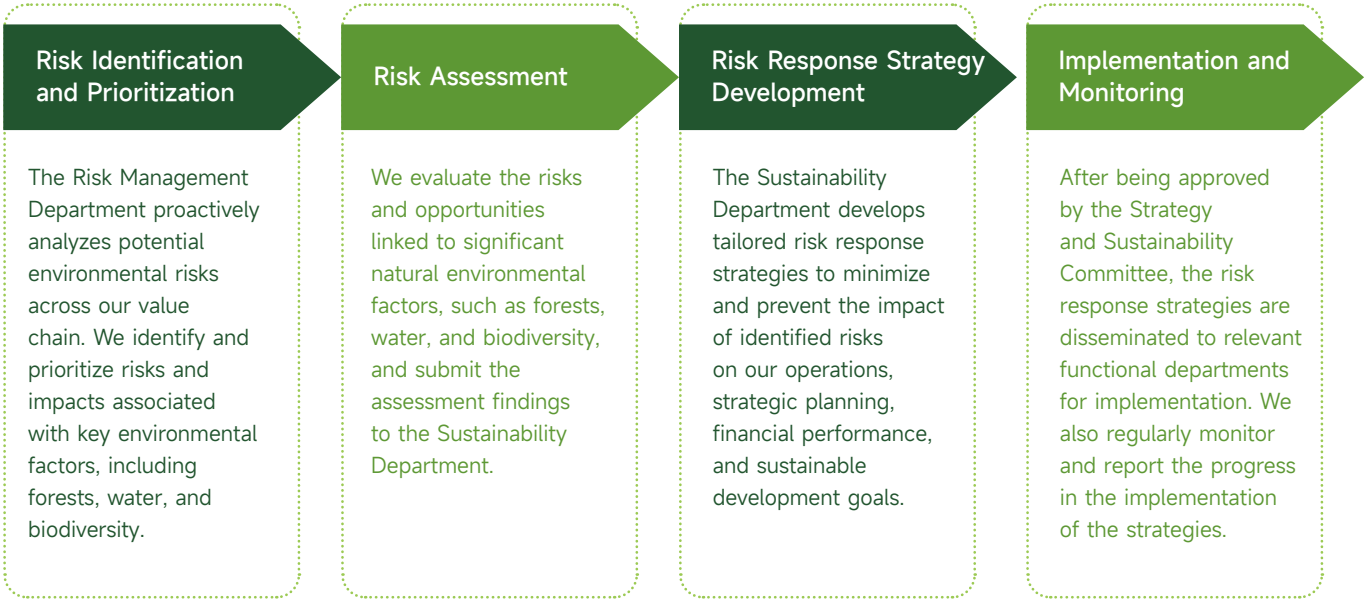 Risk Identification
and Prioritization
The Risk Management
Department proactively
analyzes potential
environmental risks
across our value
chain. We identify and
prioritize risks and
impacts associated
with key environmental
factors, including
forests, water, and
biodiversity.
Risk Assessment
We evaluate the risks
and opportunities
linked to significant
natural environmental
factors, such as forests,
water, and biodiversity,
and submit the
assessment findings
to the Sustainability
Department.
Risk Response Strategy
Development
The Sustainability
Department develops
tailored risk response
strategies to minimize
and prevent the impact
of identified risks
on our operations,
strategic planning,
financial performance,
and sustainable
development goals.
Implementation and
Monitoring
After being approved
by the Strategy
and Sustainability
Committee, the risk
response strategies are
disseminated to relevant
functional departments
for implementation. We
also regularly monitor
and report the progress
in the implementation
of the strategies.